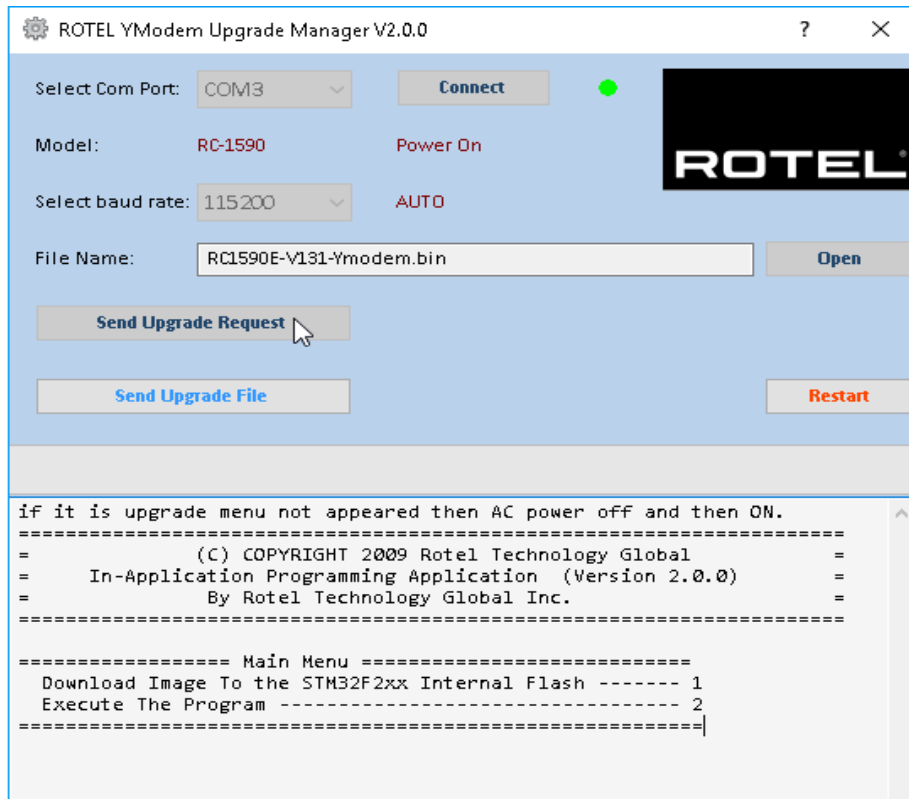 ROTEL YModem Upgrade Manager V2.0.0 ?
Select Com Port: COM3 Connect
Model: RC-1590 Power On
ROTEL
Select baud rate: 115200 AUTO
File Name: RC1590E-V131-Ymodem.bin Open
Send Upgrade Request
Send Upgrade File Restart
if it is upgrade menu not appeared then AC power off and then ON.
======================================================================
= (C) COPYRIGHT 2009 Rotel Technology Global =
= In-Application Programming Application (Version 2.0.0) =
= By Rotel Technology Global Inc. =
======================================================================
================== Main Menu ============================
Download Image To the STM32F2xx Internal Flash ------- 1
Execute The Program ---------------------------------- 2
==========================================================